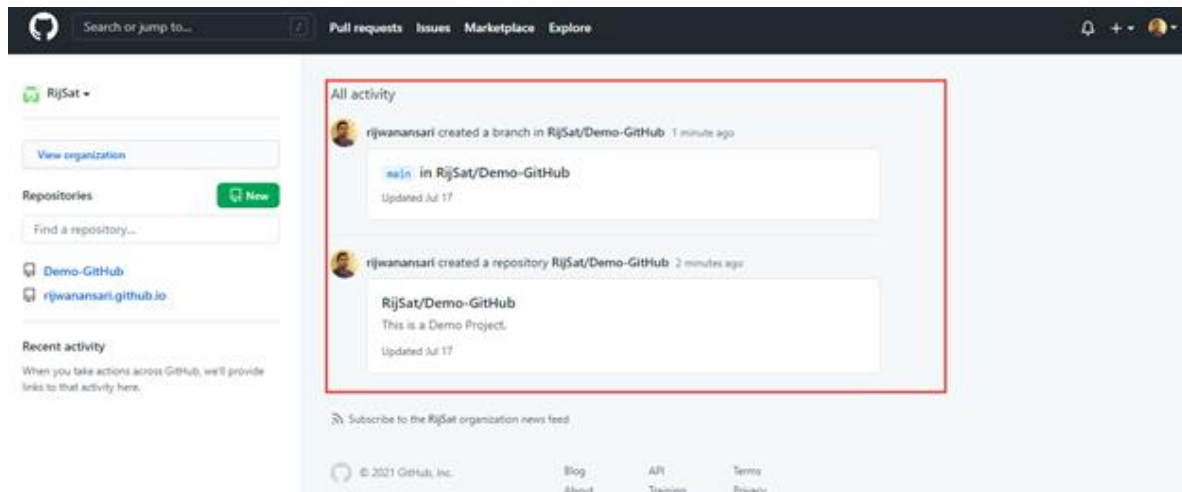 Search or jump to... /
Pull requests Issues Marketplace Explore
RijSat
View organization
Repositories
New
Find a repository...
Demo-GitHub
rijwanansari.github.io
Recent activity
When you take actions across GitHub, we'll provide
links to that activity here.
All activity
rijwanansari created a branch in RijSat/Demo-GitHub 1 minute ago
main in RijSat/Demo-GitHub
Updated Jul 17
rijwanansari created a repository RijSat/Demo-GitHub 2 minutes ago
RijSat/Demo-GitHub
This is a Demo Project.
Updated Jul 17
Subscribe to the RijSat organization news feed
© 2021 GitHub, Inc.
Blog API Terms
About Training Privacy